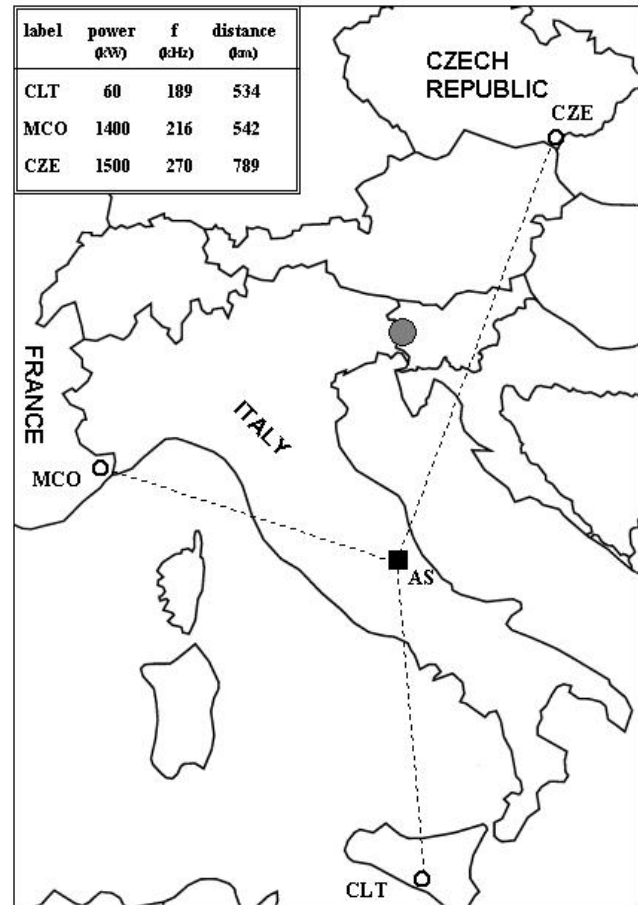 label power f distance
(kW) (kHz) (km)
CLT 60 189 534
MCO 1400 216 542
CZE 1500 270 789
CZECH
REPUBLIC
CZE
FRANCE
ITALY
MCO
AS
CLT